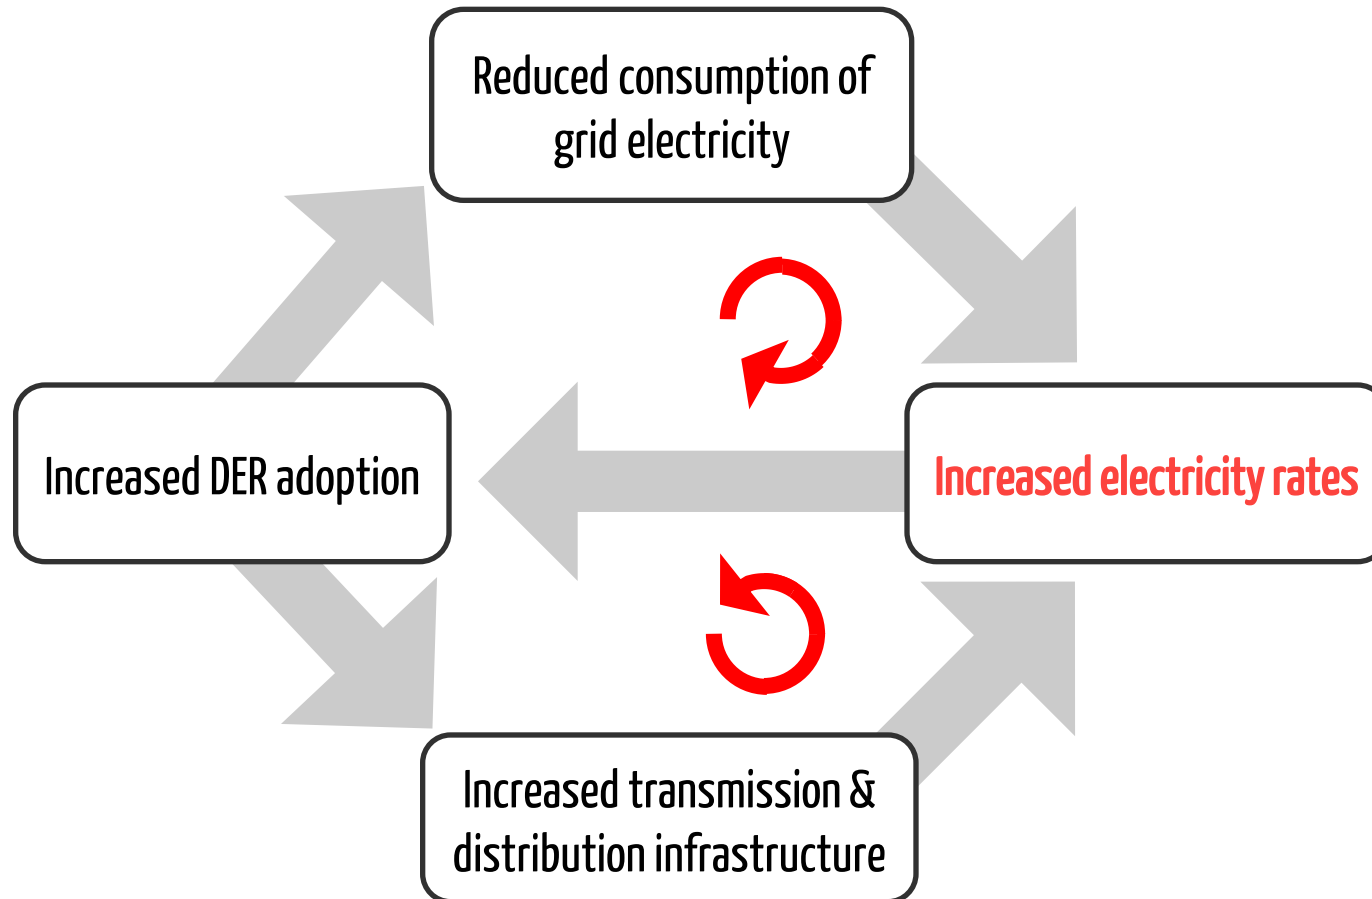 Reduced consumption of
grid electricity
Increased DER adoption
Increased electricity rates
Increased transmission &
distribution infrastructure